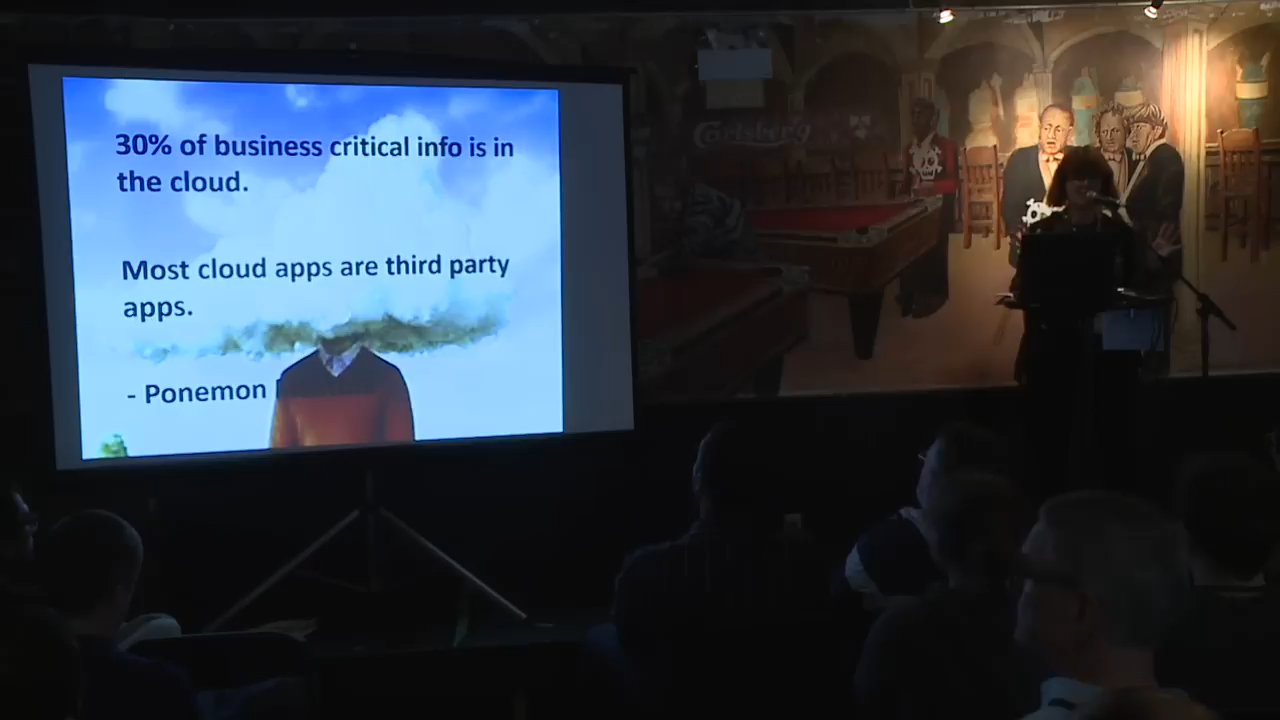 30% of business critical info is in
the cloud.
Most cloud apps are third party
apps.
- Ponemon
Carlsberg